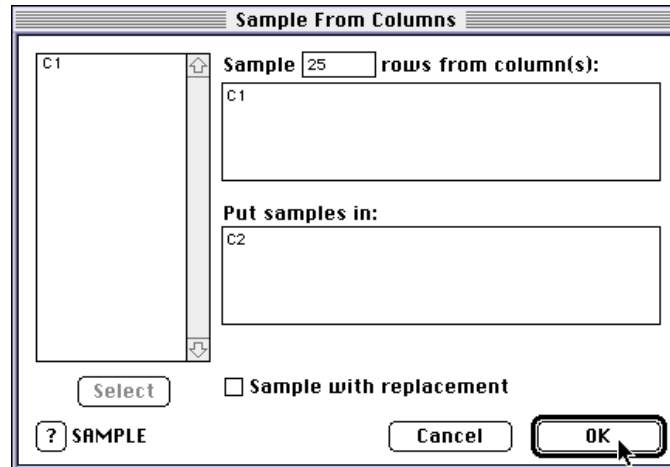 Sample From Columns
C1
Sample 25 rows from column(s):
C1
Put samples in:
C2
Select
Sample with replacement
? SAMPLE
Cancel
OK